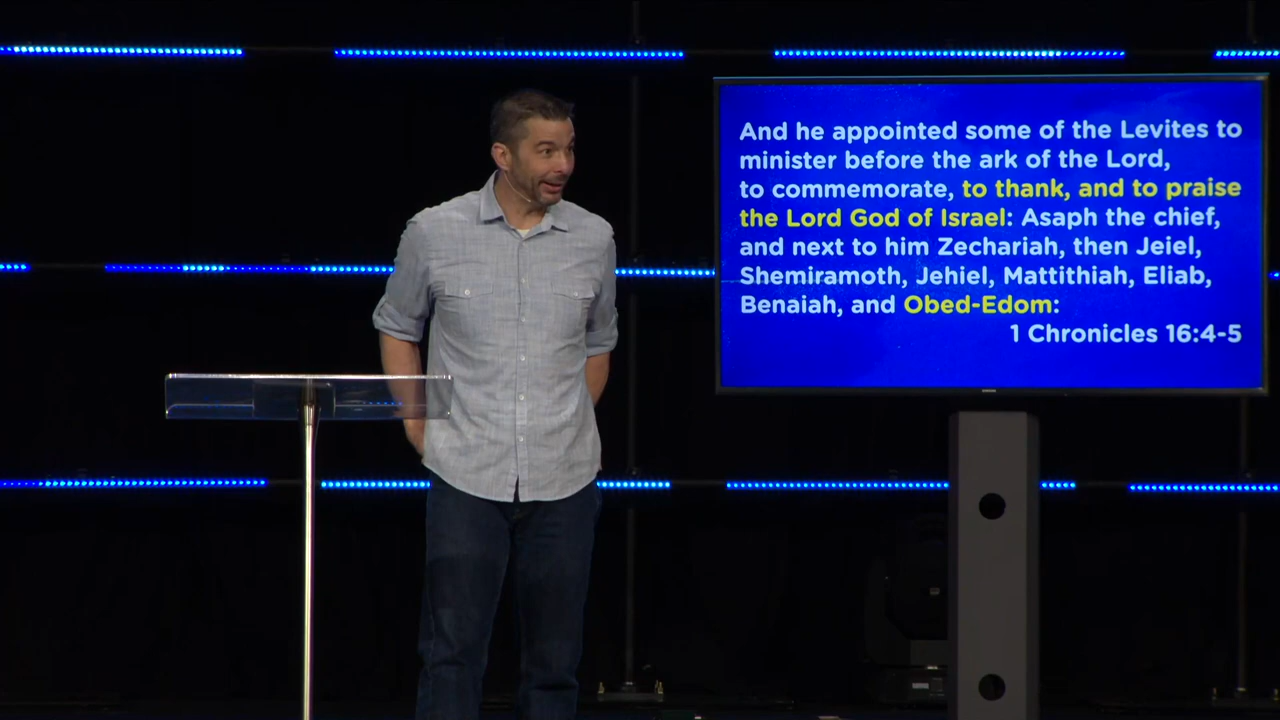 And he appointed some of the Levites to
minister before the ark of the Lord,
to commemorate, to thank, and to praise
the Lord God of Israel: Asaph the chief,
and next to him Zechariah, then Jeiel,
Shemiramoth, Jehiel, Mattithiah, Eliab,
Benaiah, and Obed-Edom:
1 Chronicles 16:4-5